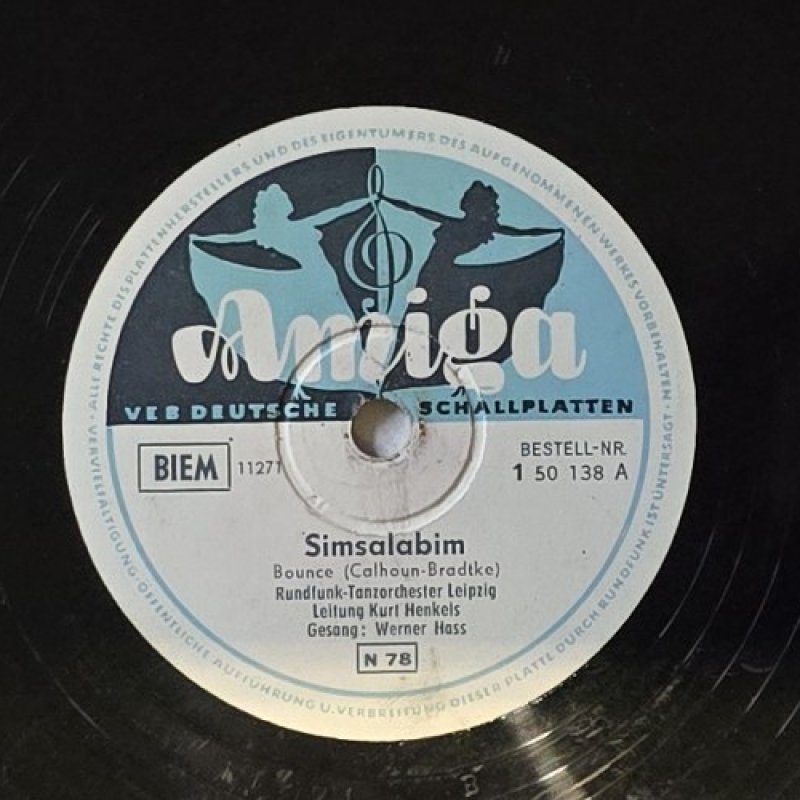 ALLE RECHTE DES PLATTENHERSTELLERS UND DES EIGENTÜMERS DES AUFGENOMMENEN WERKES VORBEHALTEN
Amiga
VEB DEUTSCHE SCHALLPLATTEN
BIEM 11271
BESTELL-NR.
1 50 138 A
Simsalabim
Bounce (Calhoun-Bradtke)
Rundfunk-Tanzorchester Leipzig
Leitung Kurt Henkels
Gesang: Werner Hass
N 78
VERVIELFÄLTIGUNG · ÖFFENTLICHE AUFFÜHRUNG U. VERBREITUNG DIESER PLATTE DURCH RUNDFUNK IST UNTERSAGT ·